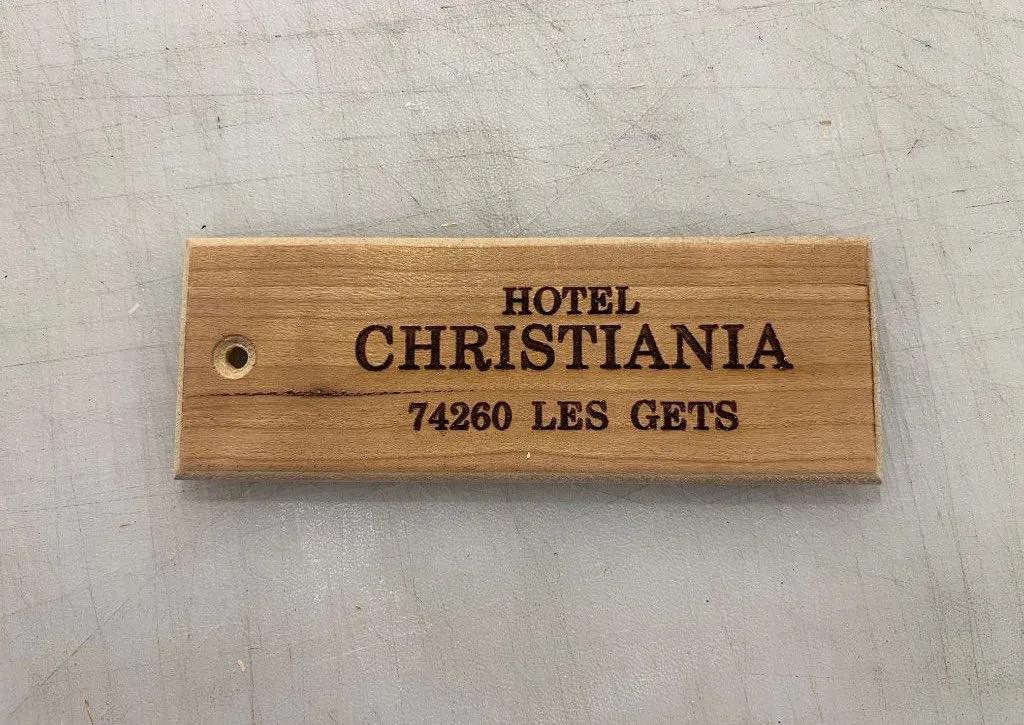 HOTEL
CHRISTIANIA
74260 LES GETS